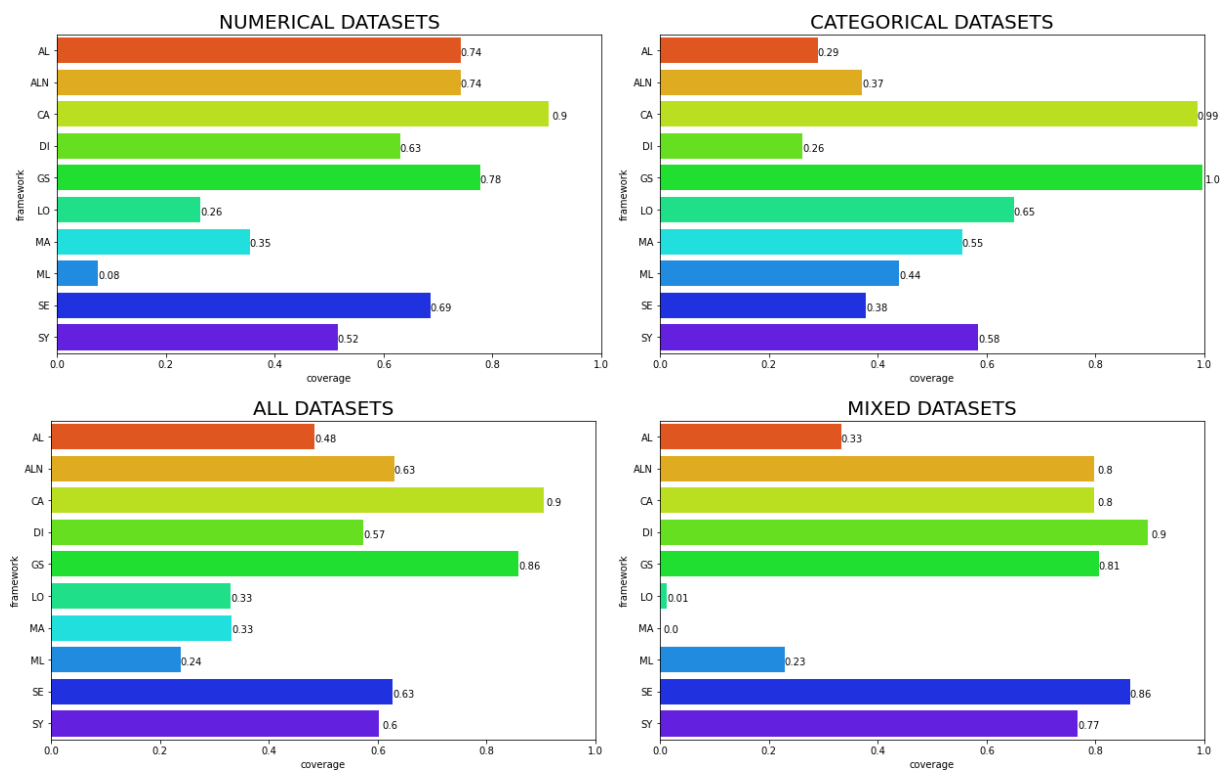 NUMERICAL DATASETS
AL 0.74
ALN 0.74
CA 0.9
DI 0.63
GS 0.78
LO 0.26
MA 0.35
ML 0.08
SE 0.69
SY 0.52
framework
0.0 0.2 0.4 0.6 0.8 1.0
coverage
CATEGORICAL DATASETS
AL 0.29
ALN 0.37
CA 0.99
DI 0.26
GS 1.0
LO 0.65
MA 0.55
ML 0.44
SE 0.38
SY 0.58
framework
0.0 0.2 0.4 0.6 0.8 1.0
coverage
ALL DATASETS
AL 0.48
ALN 0.63
CA 0.9
DI 0.57
GS 0.86
LO 0.33
MA 0.33
ML 0.24
SE 0.63
SY 0.6
framework
0.0 0.2 0.4 0.6 0.8 1.0
coverage
MIXED DATASETS
AL 0.33
ALN 0.8
CA 0.8
DI 0.9
GS 0.81
LO 0.01
MA 0.0
ML 0.23
SE 0.86
SY 0.77
framework
0.0 0.2 0.4 0.6 0.8 1.0
coverage